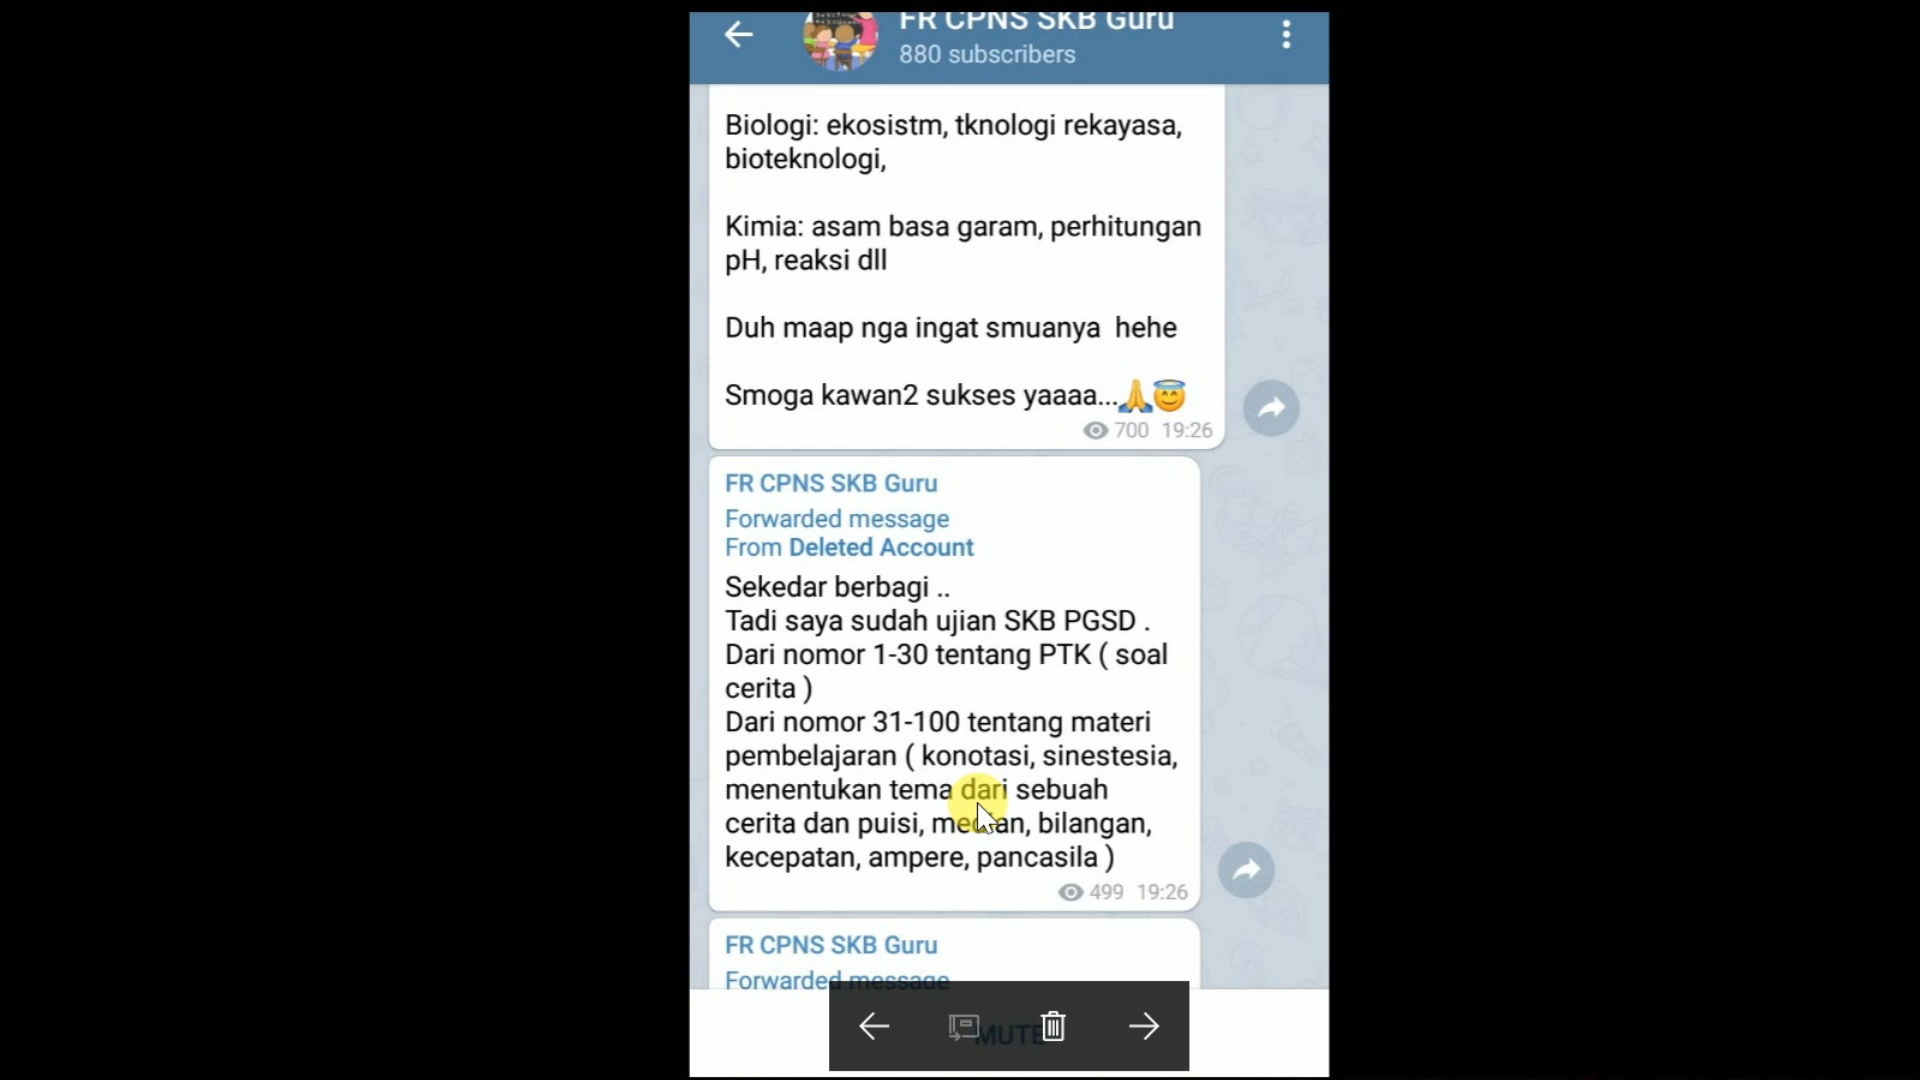 FR CPNS SKB Guru
880 subscribers
Biologi: ekosistm, tknologi rekayasa,
bioteknologi,
Kimia: asam basa garam, perhitungan
pH, reaksi dll
Duh maap nga ingat smuanya  hehe
Smoga kawan2 sukses yaaaa...🙏😇
700 19:26
FR CPNS SKB Guru
Forwarded message
From Deleted Account
Sekedar berbagi ..
Tadi saya sudah ujian SKB PGSD .
Dari nomor 1-30 tentang PTK ( soal
cerita )
Dari nomor 31-100 tentang materi
pembelajaran ( konotasi, sinestesia,
menentukan tema dari sebuah
cerita dan puisi, median, bilangan,
kecepatan, ampere, pancasila )
499 19:26
FR CPNS SKB Guru
Forwarded message
MUTE